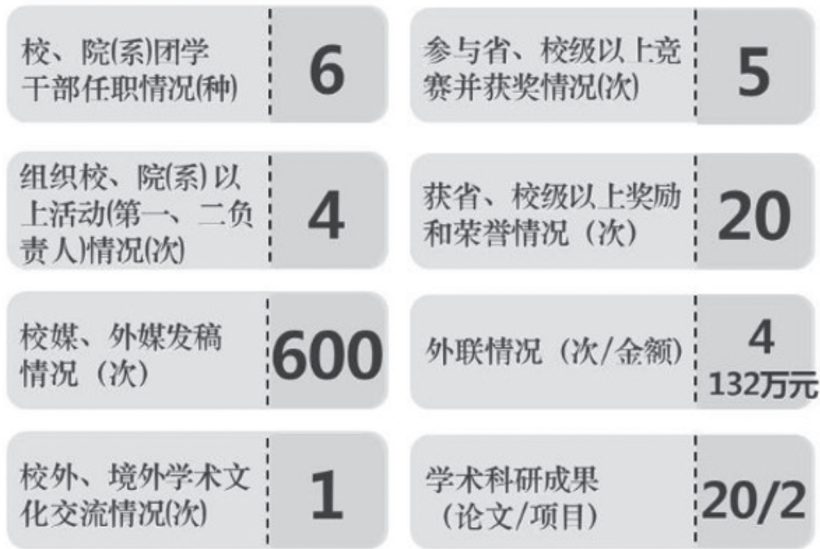 校、院(系)团学
干部任职情况(种)
6
参与省、校级以上竞
赛并获奖情况(次)
5
组织校、院(系)以
上活动(第一、二负
责人)情况(次)
4
获省、校级以上奖励
和荣誉情况（次）
20
校媒、外媒发稿
情况（次）
600
外联情况（次/金额）
4
132万元
校外、境外学术文
化交流情况(次)
1
学术科研成果
（论文/项目）
20/2